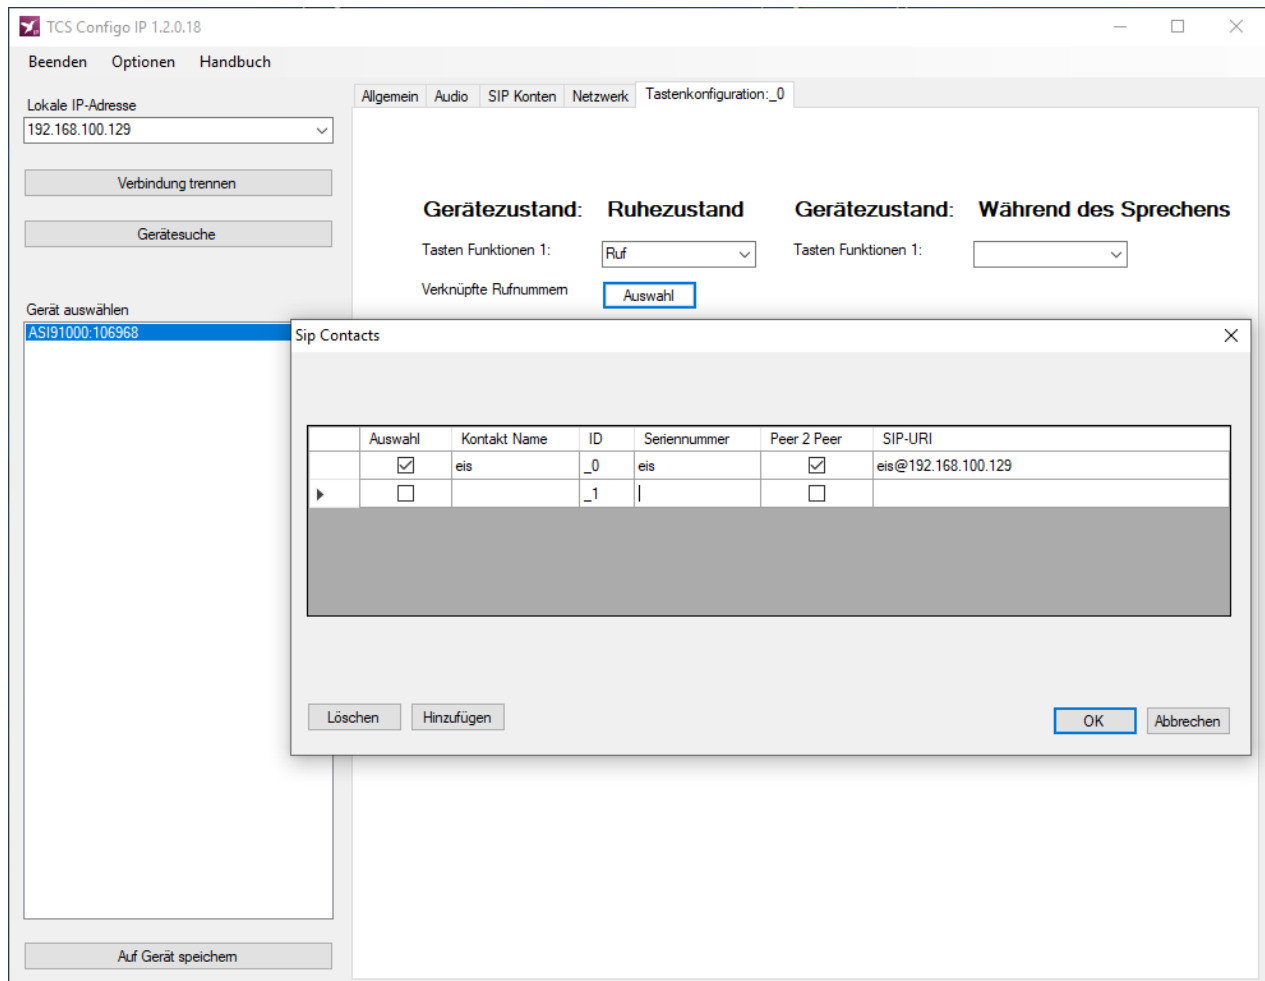 TCS Configo IP 1.2.0.18
Beenden Optionen Handbuch
Lokale IP-Adresse
192.168.100.129
Verbindung trennen
Gerätesuche
Gerät auswählen
ASI91000:106968
Auf Gerät speichern
Allgemein Audio SIP Konten Netzwerk Tastenkonfiguration:_0
Gerätezustand: Ruhezustand Gerätezustand: Während des Sprechens
Tasten Funktionen 1: Ruf Tasten Funktionen 1:
Verknüpfte Rufnummern Auswahl
Sip Contacts
Auswahl Kontakt Name ID Seriennummer Peer 2 Peer SIP-URI
eis _0 eis eis@192.168.100.129
_1
Löschen Hinzufügen OK Abbrechen